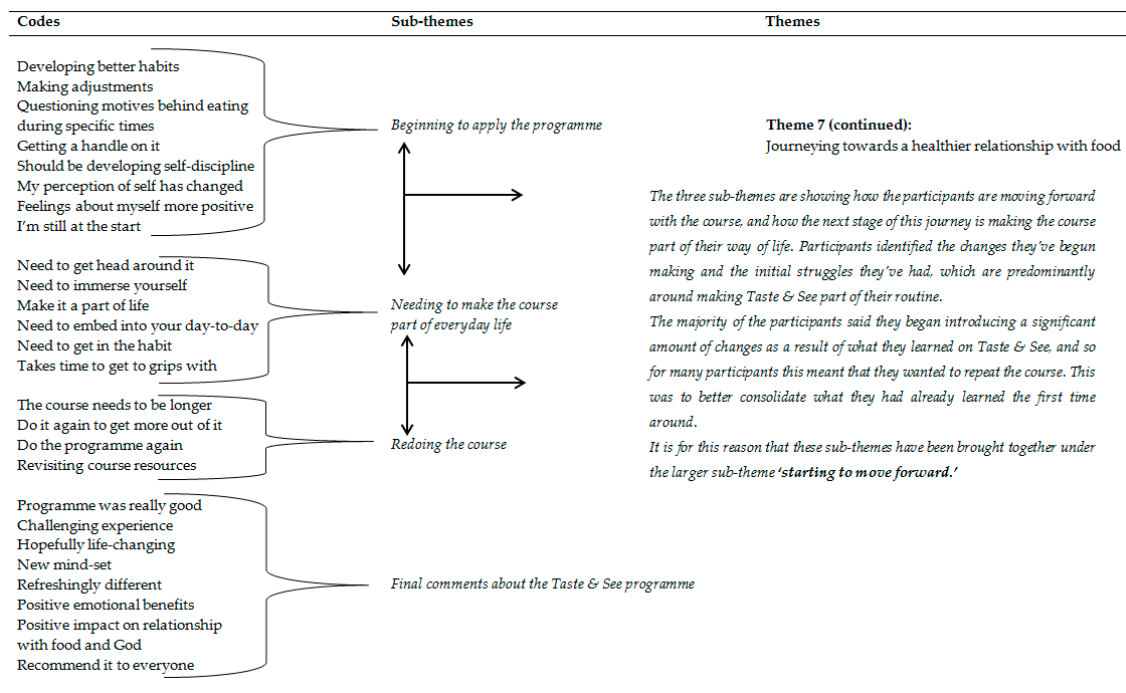 Codes
Sub-themes
Themes
Developing better habits
Making adjustments
Questioning motives behind eating
during specific times
Getting a handle on it
Should be developing self-discipline
My perception of self has changed
Feelings about myself more positive
I'm still at the start
Beginning to apply the programme
Need to get head around it
Need to immerse yourself
Make it a part of life
Need to embed into your day-to-day
Need to get in the habit
Takes time to get to grips with
Needing to make the course
part of everyday life
The course needs to be longer
Do it again to get more out of it
Do the programme again
Revisiting course resources
Redoing the course
Programme was really good
Challenging experience
Hopefully life-changing
New mind-set
Refreshingly different
Positive emotional benefits
Positive impact on relationship
with food and God
Recommend it to everyone
Final comments about the Taste & See programme
Theme 7 (continued):
Journeying towards a healthier relationship with food
The three sub-themes are showing how the participants are moving forward
with the course, and how the next stage of this journey is making the course
part of their way of life. Participants identified the changes they've begun
making and the initial struggles they've had, which are predominantly
around making Taste & See part of their routine.
The majority of the participants said they began introducing a significant
amount of changes as a result of what they learned on Taste & See, and so
for many participants this meant that they wanted to repeat the course. This
was to better consolidate what they had already learned the first time
around.
It is for this reason that these sub-themes have been brought together under
the larger sub-theme 'starting to move forward.'